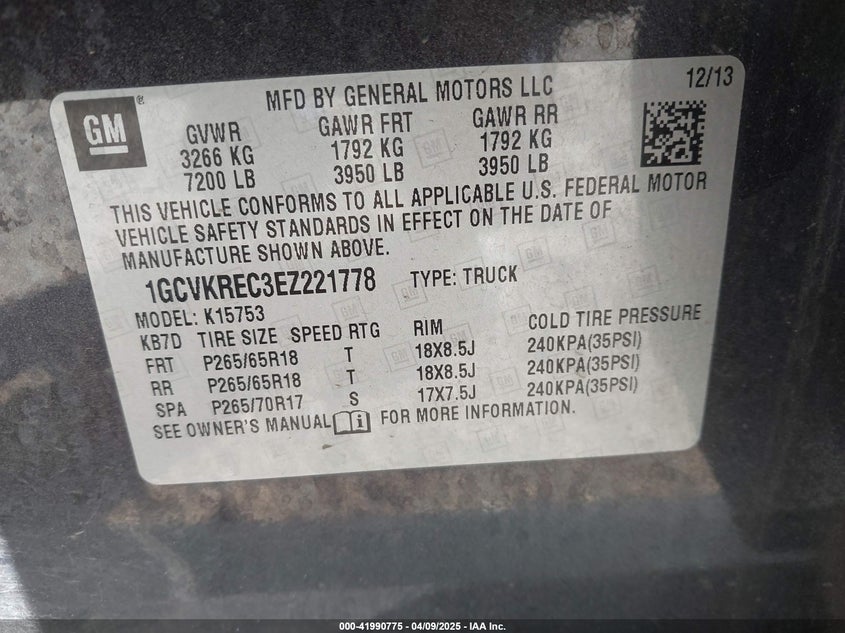 GM ®
MFD BY GENERAL MOTORS LLC 12/13
GVWR GAWR FRT GAWR RR
3266 KG 1792 KG 1792 KG
7200 LB 3950 LB 3950 LB
THIS VEHICLE CONFORMS TO ALL APPLICABLE U.S. FEDERAL MOTOR
VEHICLE SAFETY STANDARDS IN EFFECT ON THE DATE OF
MANUFACTURE SHOWN ABOVE.
1GCVKREC3EZ221778 TYPE: TRUCK
MODEL: K15753
KB7D TIRE SIZE SPEED RTG RIM COLD TIRE PRESSURE
FRT P265/65R18 T 18X8.5J 240KPA(35PSI)
RR P265/65R18 T 18X8.5J 240KPA(35PSI)
SPA P265/70R17 S 17X7.5J 240KPA(35PSI)
SEE OWNER'S MANUAL FOR MORE INFORMATION.
000-41990775 - 04/09/2025 - IAA Inc.